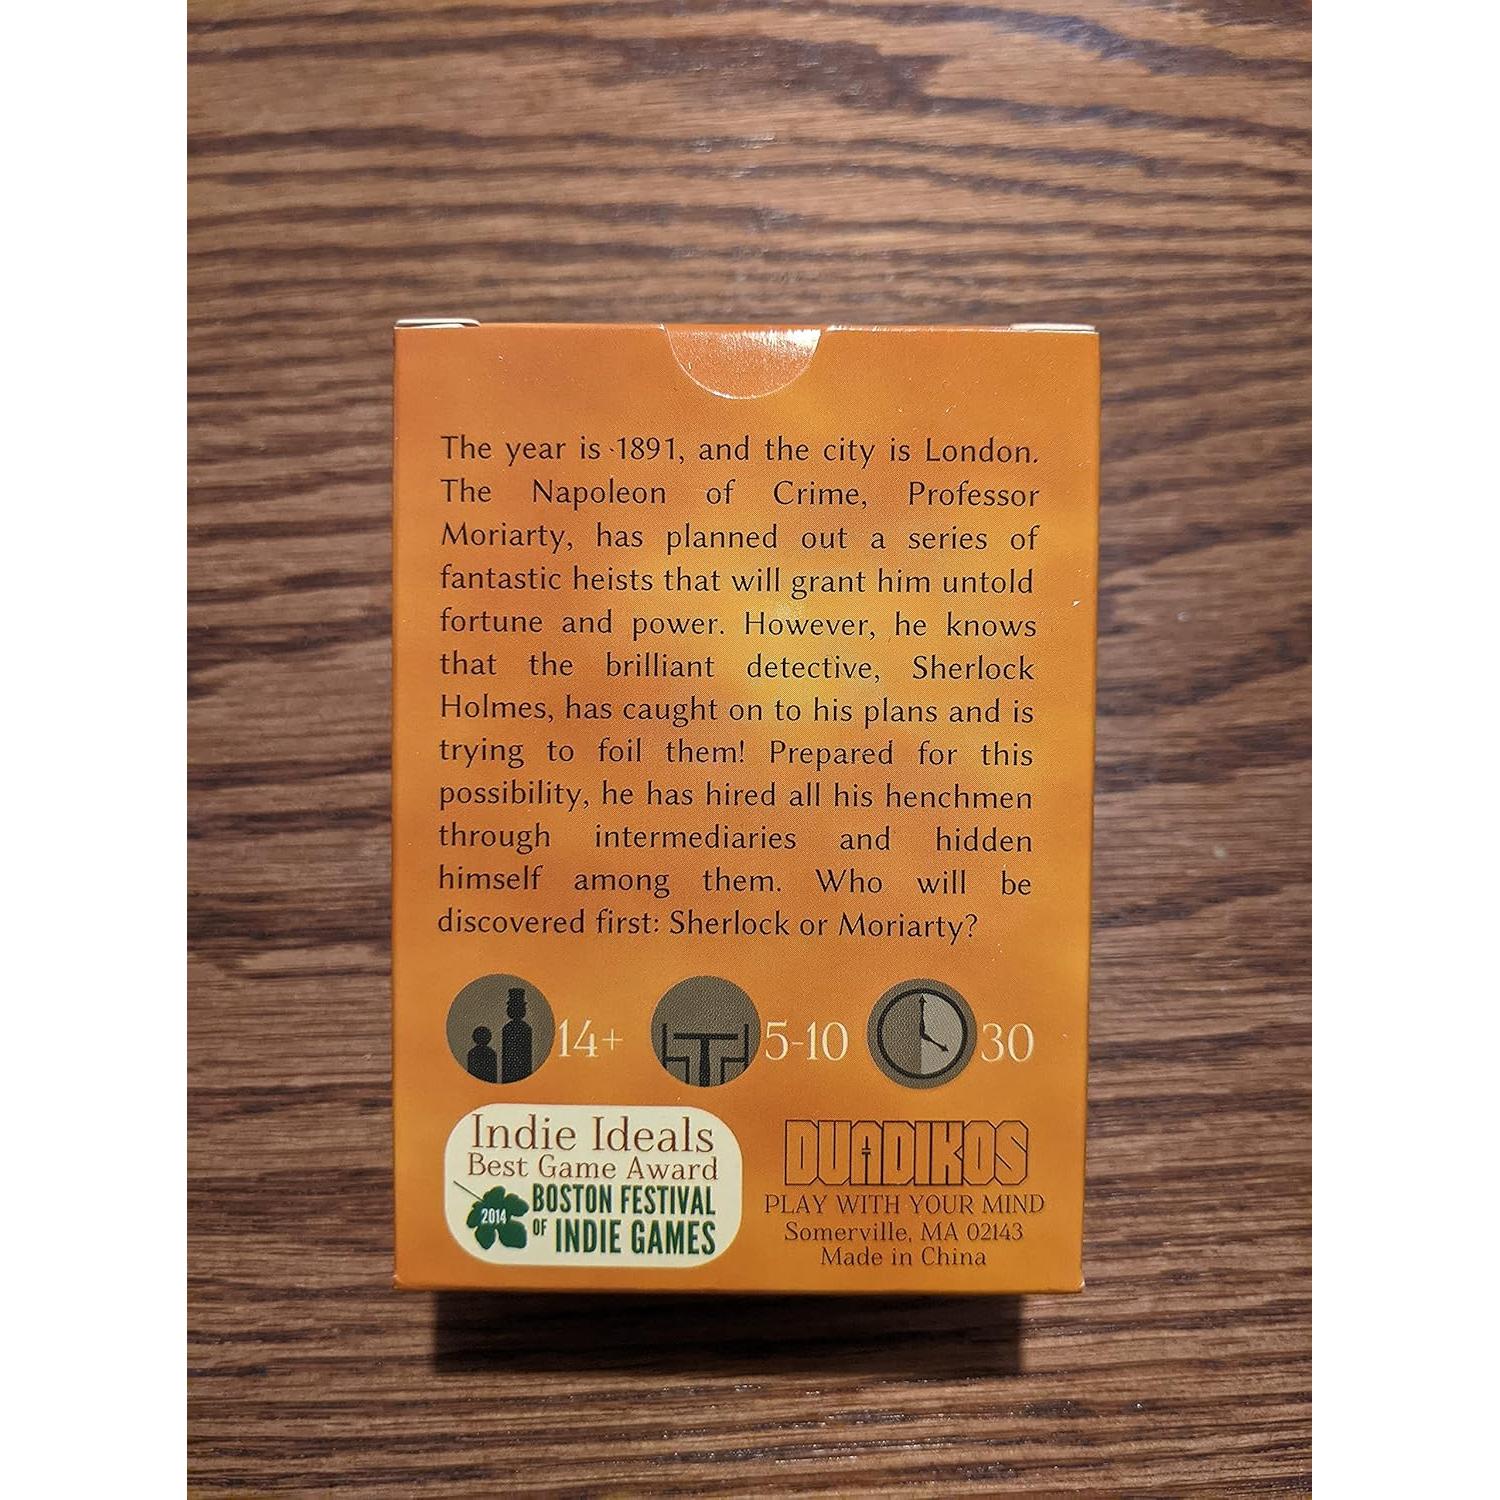 The year is 1891, and the city is London.
The Napoleon of Crime, Professor
Moriarty, has planned out a series of
fantastic heists that will grant him untold
fortune and power. However, he knows
that the brilliant detective, Sherlock
Holmes, has caught on to his plans and is
trying to foil them! Prepared for this
possibility, he has hired all his henchmen
through intermediaries and hidden
himself among them. Who will be
discovered first: Sherlock or Moriarty?
14+ 5-10 30
Indie Ideals
Best Game Award
2014
BOSTON FESTIVAL
OF INDIE GAMES
DUADIKOS
PLAY WITH YOUR MIND
Somerville, MA 02143
Made in China